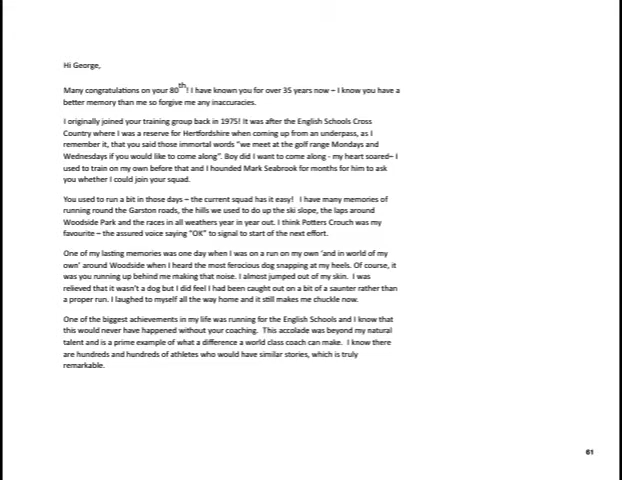 Hi George,
Many congratulations on your 80th! I have known you for over 35 years now – I know you have a
better memory than me so forgive me any inaccuracies.
I originally joined your training group back in 1975! It was after the English Schools Cross
Country where I was a reserve for Hertfordshire when coming up from an underpass, as I
remember it, that you said those immortal words "we meet at the golf range Mondays and
Wednesdays if you would like to come along". Boy did I want to come along - my heart soared– I
used to train on my own before that and I hounded Mark Seabrook for months for him to ask
you whether I could join your squad.
You used to run a bit in those days – the current squad has it easy! I have many memories of
running round the Garston roads, the hills we used to do up the ski slope, the laps around
Woodside Park and the races in all weathers year in year out. I think Potters Crouch was my
favourite – the assured voice saying "OK" to signal to start of the next effort.
One of my lasting memories was one day when I was on a run on my own 'and in world of my
own' around Woodside when I heard the most ferocious dog snapping at my heels. Of course, it
was you running up behind me making that noise. I almost jumped out of my skin. I was
relieved that it wasn't a dog but I did feel I had been caught out on a bit of a saunter rather than
a proper run. I laughed to myself all the way home and it still makes me chuckle now.
One of the biggest achievements in my life was running for the English Schools and I know that
this would never have happened without your coaching. This accolade was beyond my natural
talent and is a prime example of what a difference a world class coach can make. I know there
are hundreds and hundreds of athletes who would have similar stories, which is truly
remarkable.
61